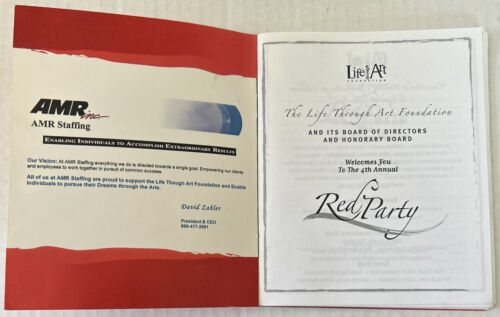 AMR inc
AMR Staffing
ENABLING INDIVIDUALS TO ACCOMPLISH EXTRAORDINARY RESULTS
Our Vision: At AMR Staffing everything we do is directed towards a single goal: Empowering our clients
and employees to work together in pursuit of common success.
All of us at AMR Staffing are proud to support the Life Though Art Foundation and Enable
Individuals to pursue their Dreams through the Arts.
David Zahler
President & CEO
Life Thru Art
FOUNDATION
The Life Through Art Foundation
AND ITS BOARD OF DIRECTORS
AND HONORARY BOARD
Welcomes You
To The 4th Annual
Red Party